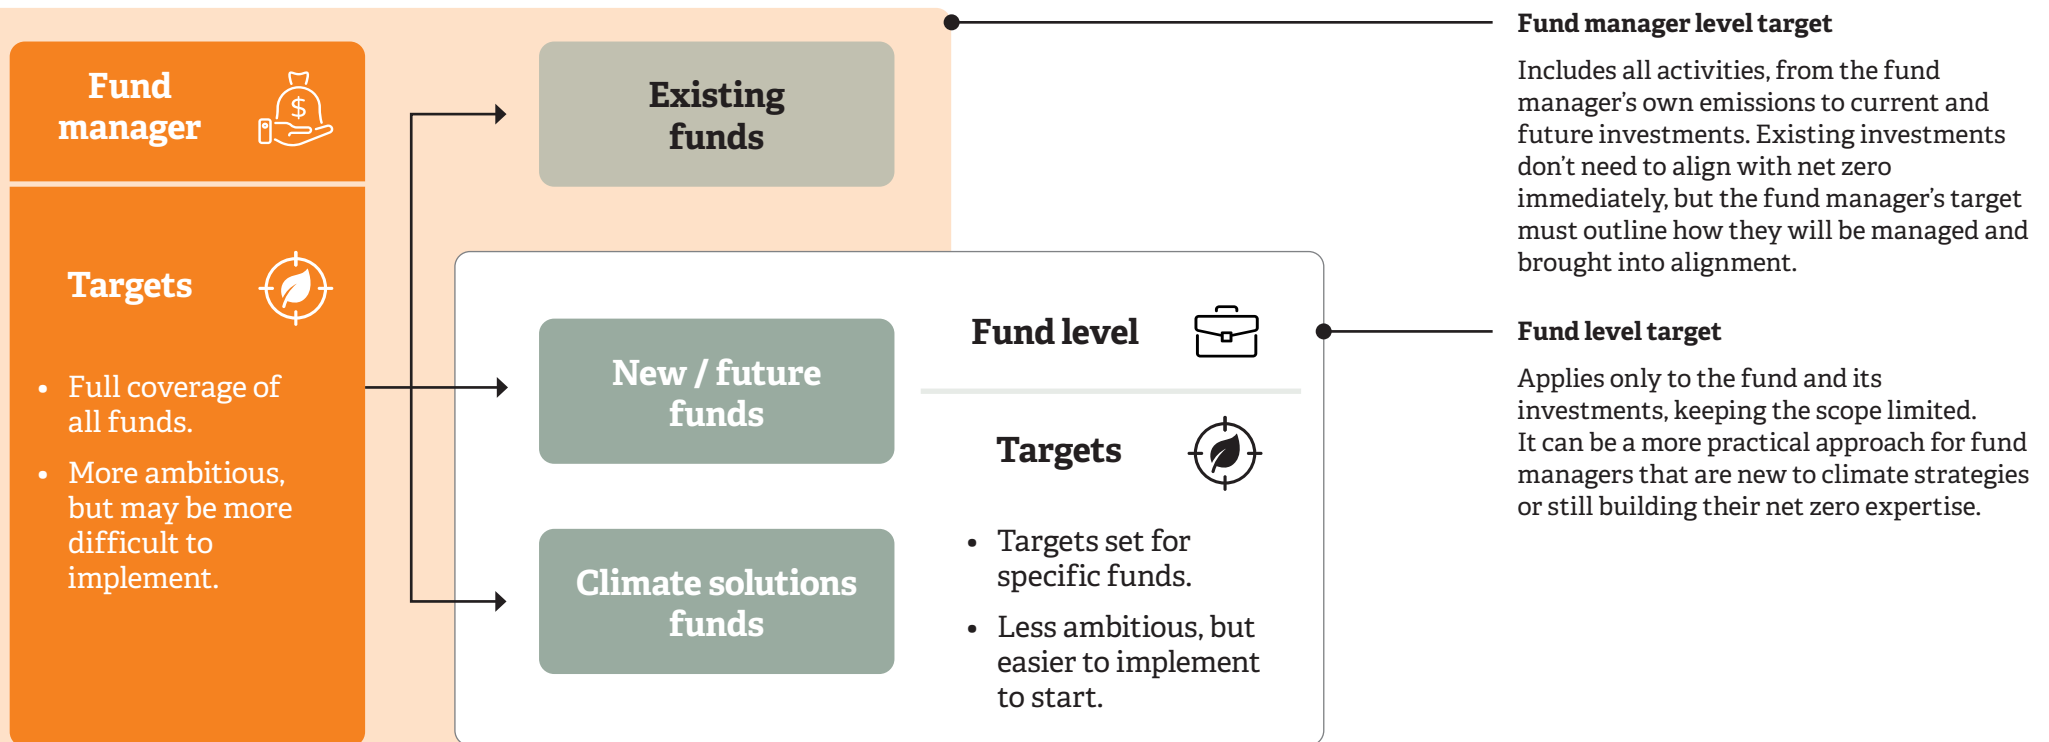 Fund
manager
$
Targets
• Full coverage of
all funds.
• More ambitious,
but may be more
difficult to
implement.
Existing
funds
New / future
funds
Climate solutions
funds
Fund level
Targets
• Targets set for
specific funds.
• Less ambitious, but
easier to implement
to start.
Fund manager level target
Includes all activities, from the fund
manager’s own emissions to current and
future investments. Existing investments
don’t need to align with net zero
immediately, but the fund manager’s target
must outline how they will be managed and
brought into alignment.
Fund level target
Applies only to the fund and its
investments, keeping the scope limited.
It can be a more practical approach for fund
managers that are new to climate strategies
or still building their net zero expertise.